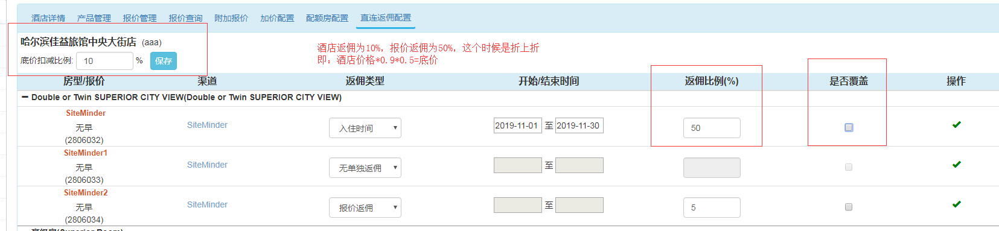 酒店详情 产品管理 报价管理 报价查询 附加报价 加价配置 配额房配置 直连返佣配置
哈尔滨佳益旅馆中央大街店 (aaa)
底价扣减比例: 10 % 保存
酒店返佣为10%，报价返佣为50%，这个时候是折上折
即：酒店价格*0.9*0.5=底价
房型/报价 渠道 返佣类型 开始/结束时间 返佣比例(%) 是否覆盖 操作
Double or Twin SUPERIOR CITY VIEW(Double or Twin SUPERIOR CITY VIEW)
SiteMinder
无早
(2806032)
SiteMinder 入住时间 2019-11-01 至 2019-11-30 50
SiteMinder1
无早
(2806033)
SiteMinder 无单独返佣 至
SiteMinder2
无早
(2806034)
SiteMinder 报价返佣 至 5